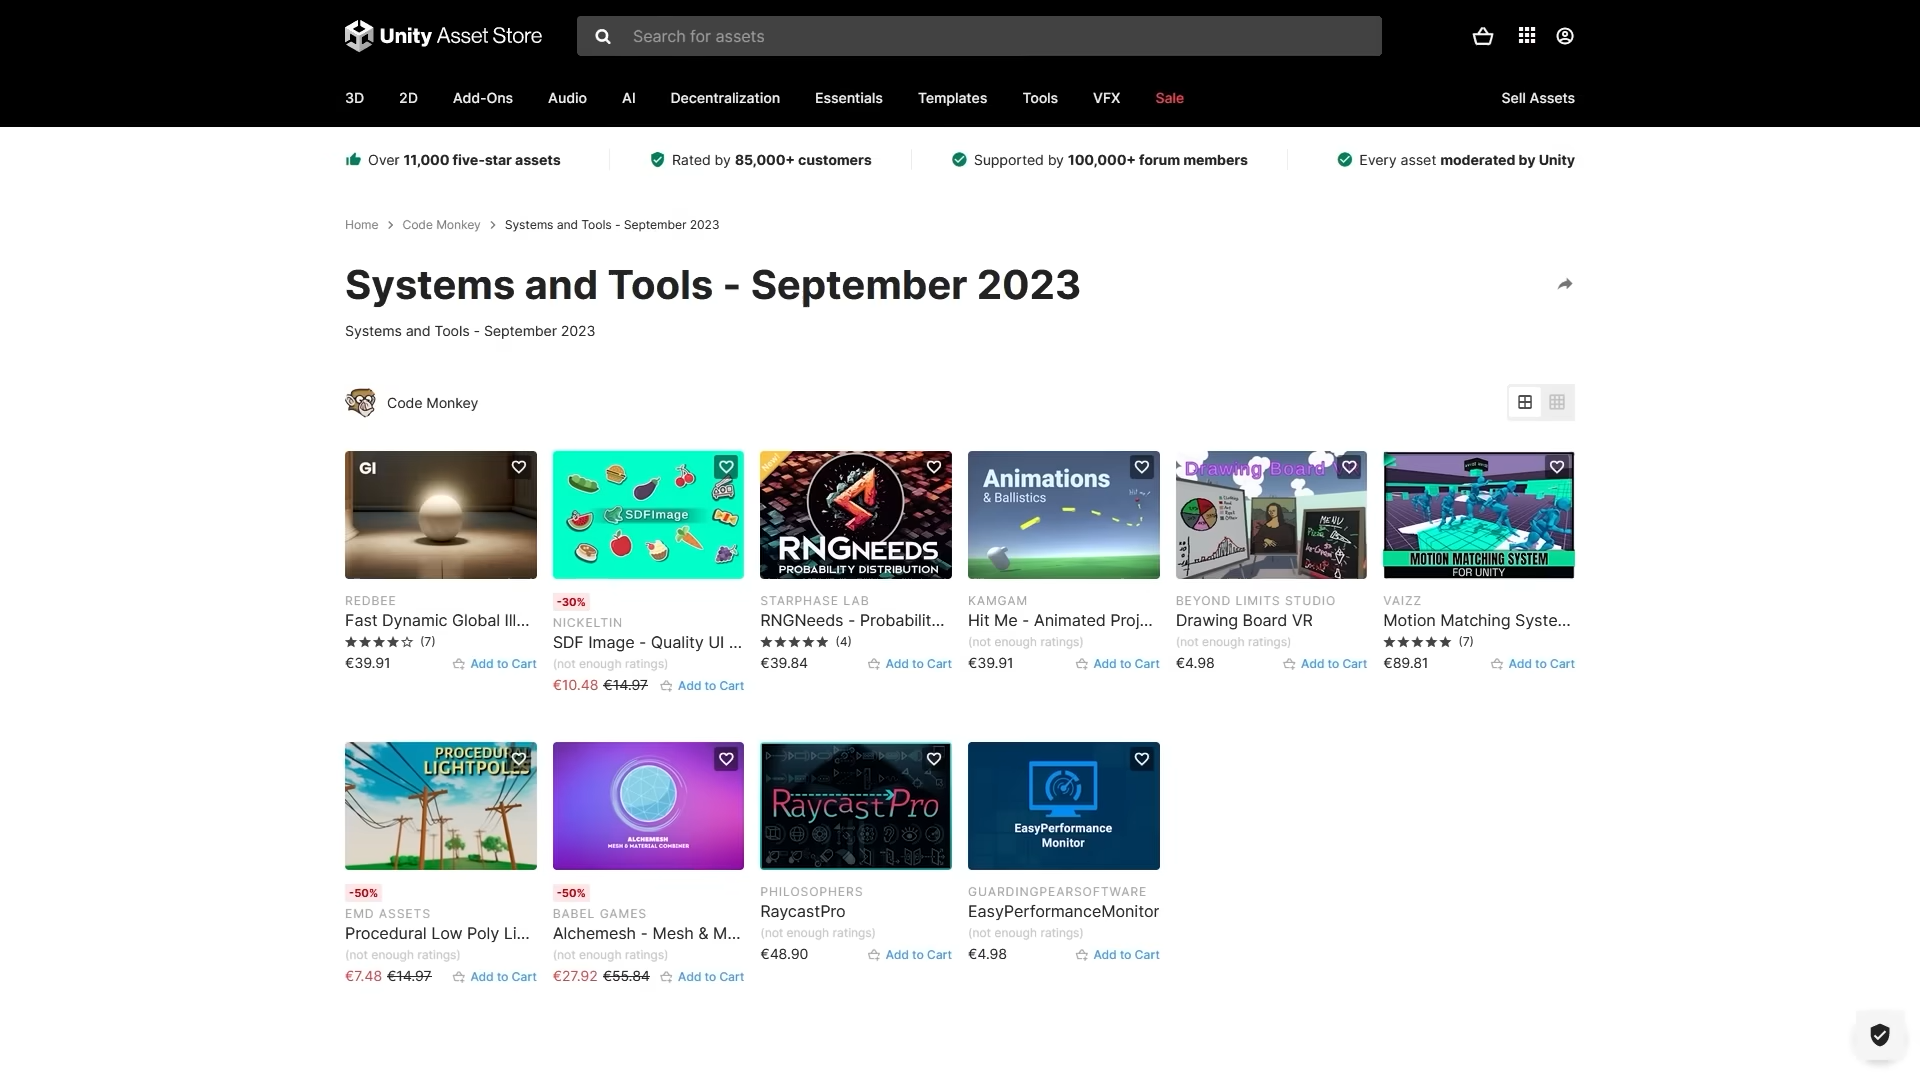 Unity Asset Store
Search for assets
3D 2D Add-Ons Audio AI Decentralization Essentials Templates Tools VFX Sale Sell Assets
Over 11,000 five-star assets
Rated by 85,000+ customers
Supported by 100,000+ forum members
Every asset moderated by Unity
Home > Code Monkey > Systems and Tools - September 2023
Systems and Tools - September 2023
Systems and Tools - September 2023
Code Monkey
GI
REDBEE
Fast Dynamic Global Ill...
(7)
€39.91 Add to Cart
SDFImage
-30%
NICKELTIN
SDF Image - Quality UI ...
(not enough ratings)
€10.48 €14.97 Add to Cart
New!
RNGNEEDS
PROBABILITY DISTRIBUTION
STARPHASE LAB
RNGNeeds - Probabilit...
(4)
€39.84 Add to Cart
Animations
& Ballistics
Hit me
KAMGAM
Hit Me - Animated Proj...
(not enough ratings)
€39.91 Add to Cart
Drawing Board
MENU
Pizza
BEYOND LIMITS STUDIO
Drawing Board VR
(not enough ratings)
€4.98 Add to Cart
MOTION MATCHING SYSTEM
FOR UNITY
VAIZZ
Motion Matching Syste...
(7)
€89.81 Add to Cart
PROCEDURAL
LIGHTPOLES
-50%
EMD ASSETS
Procedural Low Poly Li...
(not enough ratings)
€7.48 €14.97 Add to Cart
ALCHEMESH
MESH & MATERIAL COMBINER
-50%
BABEL GAMES
Alchemesh - Mesh & M...
(not enough ratings)
€27.92 €55.84 Add to Cart
RaycastPro
PHILOSOPHERS
RaycastPro
(not enough ratings)
€48.90 Add to Cart
EasyPerformance
Monitor
GUARDINGPEARSOFTWARE
EasyPerformanceMonitor
(not enough ratings)
€4.98 Add to Cart